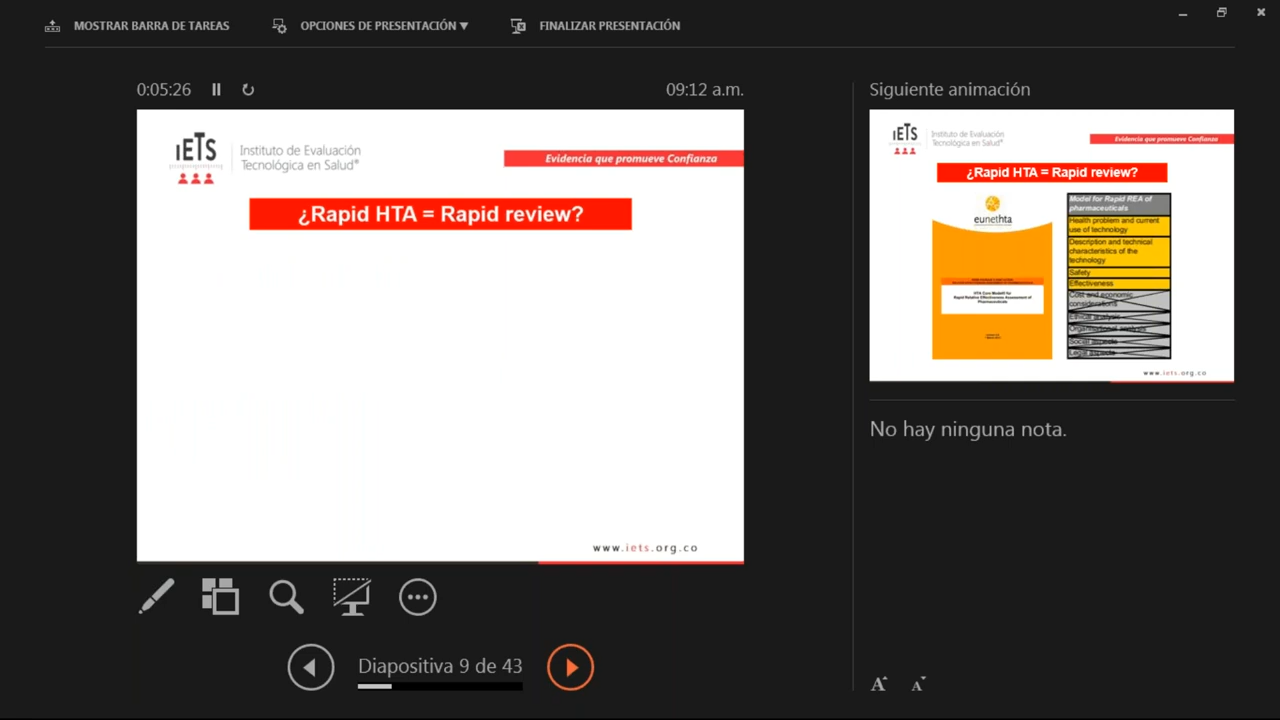 MOSTRAR BARRA DE TAREAS
OPCIONES DE PRESENTACIÓN ▼
FINALIZAR PRESENTACIÓN
0:05:26
09:12 a.m.
IETS
Instituto de Evaluación
Tecnológica en Salud®
Evidencia que promueve Confianza
¿Rapid HTA = Rapid review?
www.iets.org.co
Diapositiva 9 de 43
Siguiente animación
IETS
Instituto de Evaluación
Tecnológica en Salud®
Evidencia que promueve Confianza
¿Rapid HTA = Rapid review?
eunethta
HTA Core Model® for
Rapid Relative Effectiveness Assessment of
Pharmaceuticals
Model for Rapid REA of
pharmaceuticals
Health problem and current
use of technology
Description and technical
characteristics of the
technology
Safety
Effectiveness
Cost and economic
considerations
Ethical analysis
Organisational analysis
Social aspects
Legal aspects
www.iets.org.co
No hay ninguna nota.
A
A